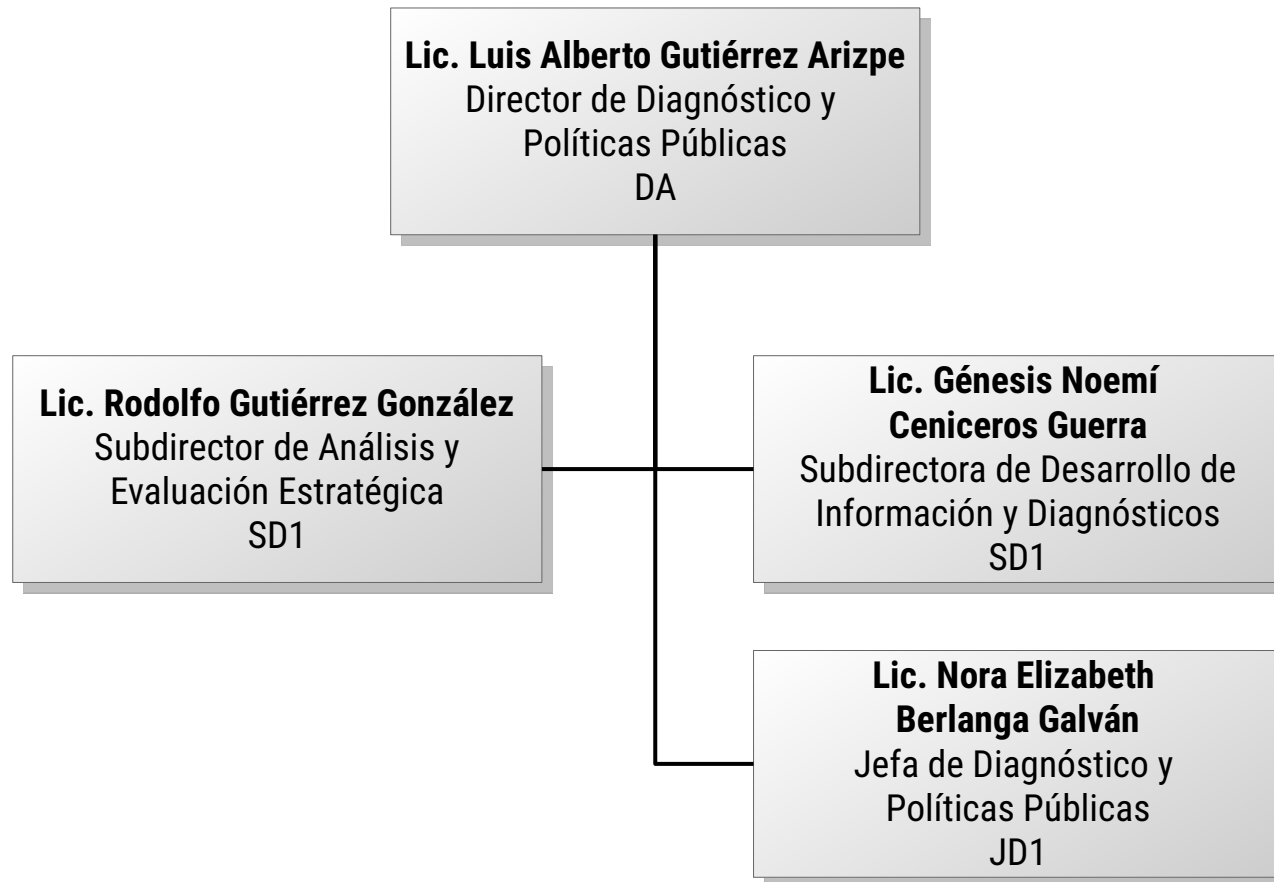 Lic. Luis Alberto Gutiérrez Arizpe
Director de Diagnóstico y
Políticas Públicas
DA
Lic. Rodolfo Gutiérrez González
Subdirector de Análisis y
Evaluación Estratégica
SD1
Lic. Génesis Noemí
Ceniceros Guerra
Subdirectora de Desarrollo de
Información y Diagnósticos
SD1
Lic. Nora Elizabeth
Berlanga Galván
Jefa de Diagnóstico y
Políticas Públicas
JD1